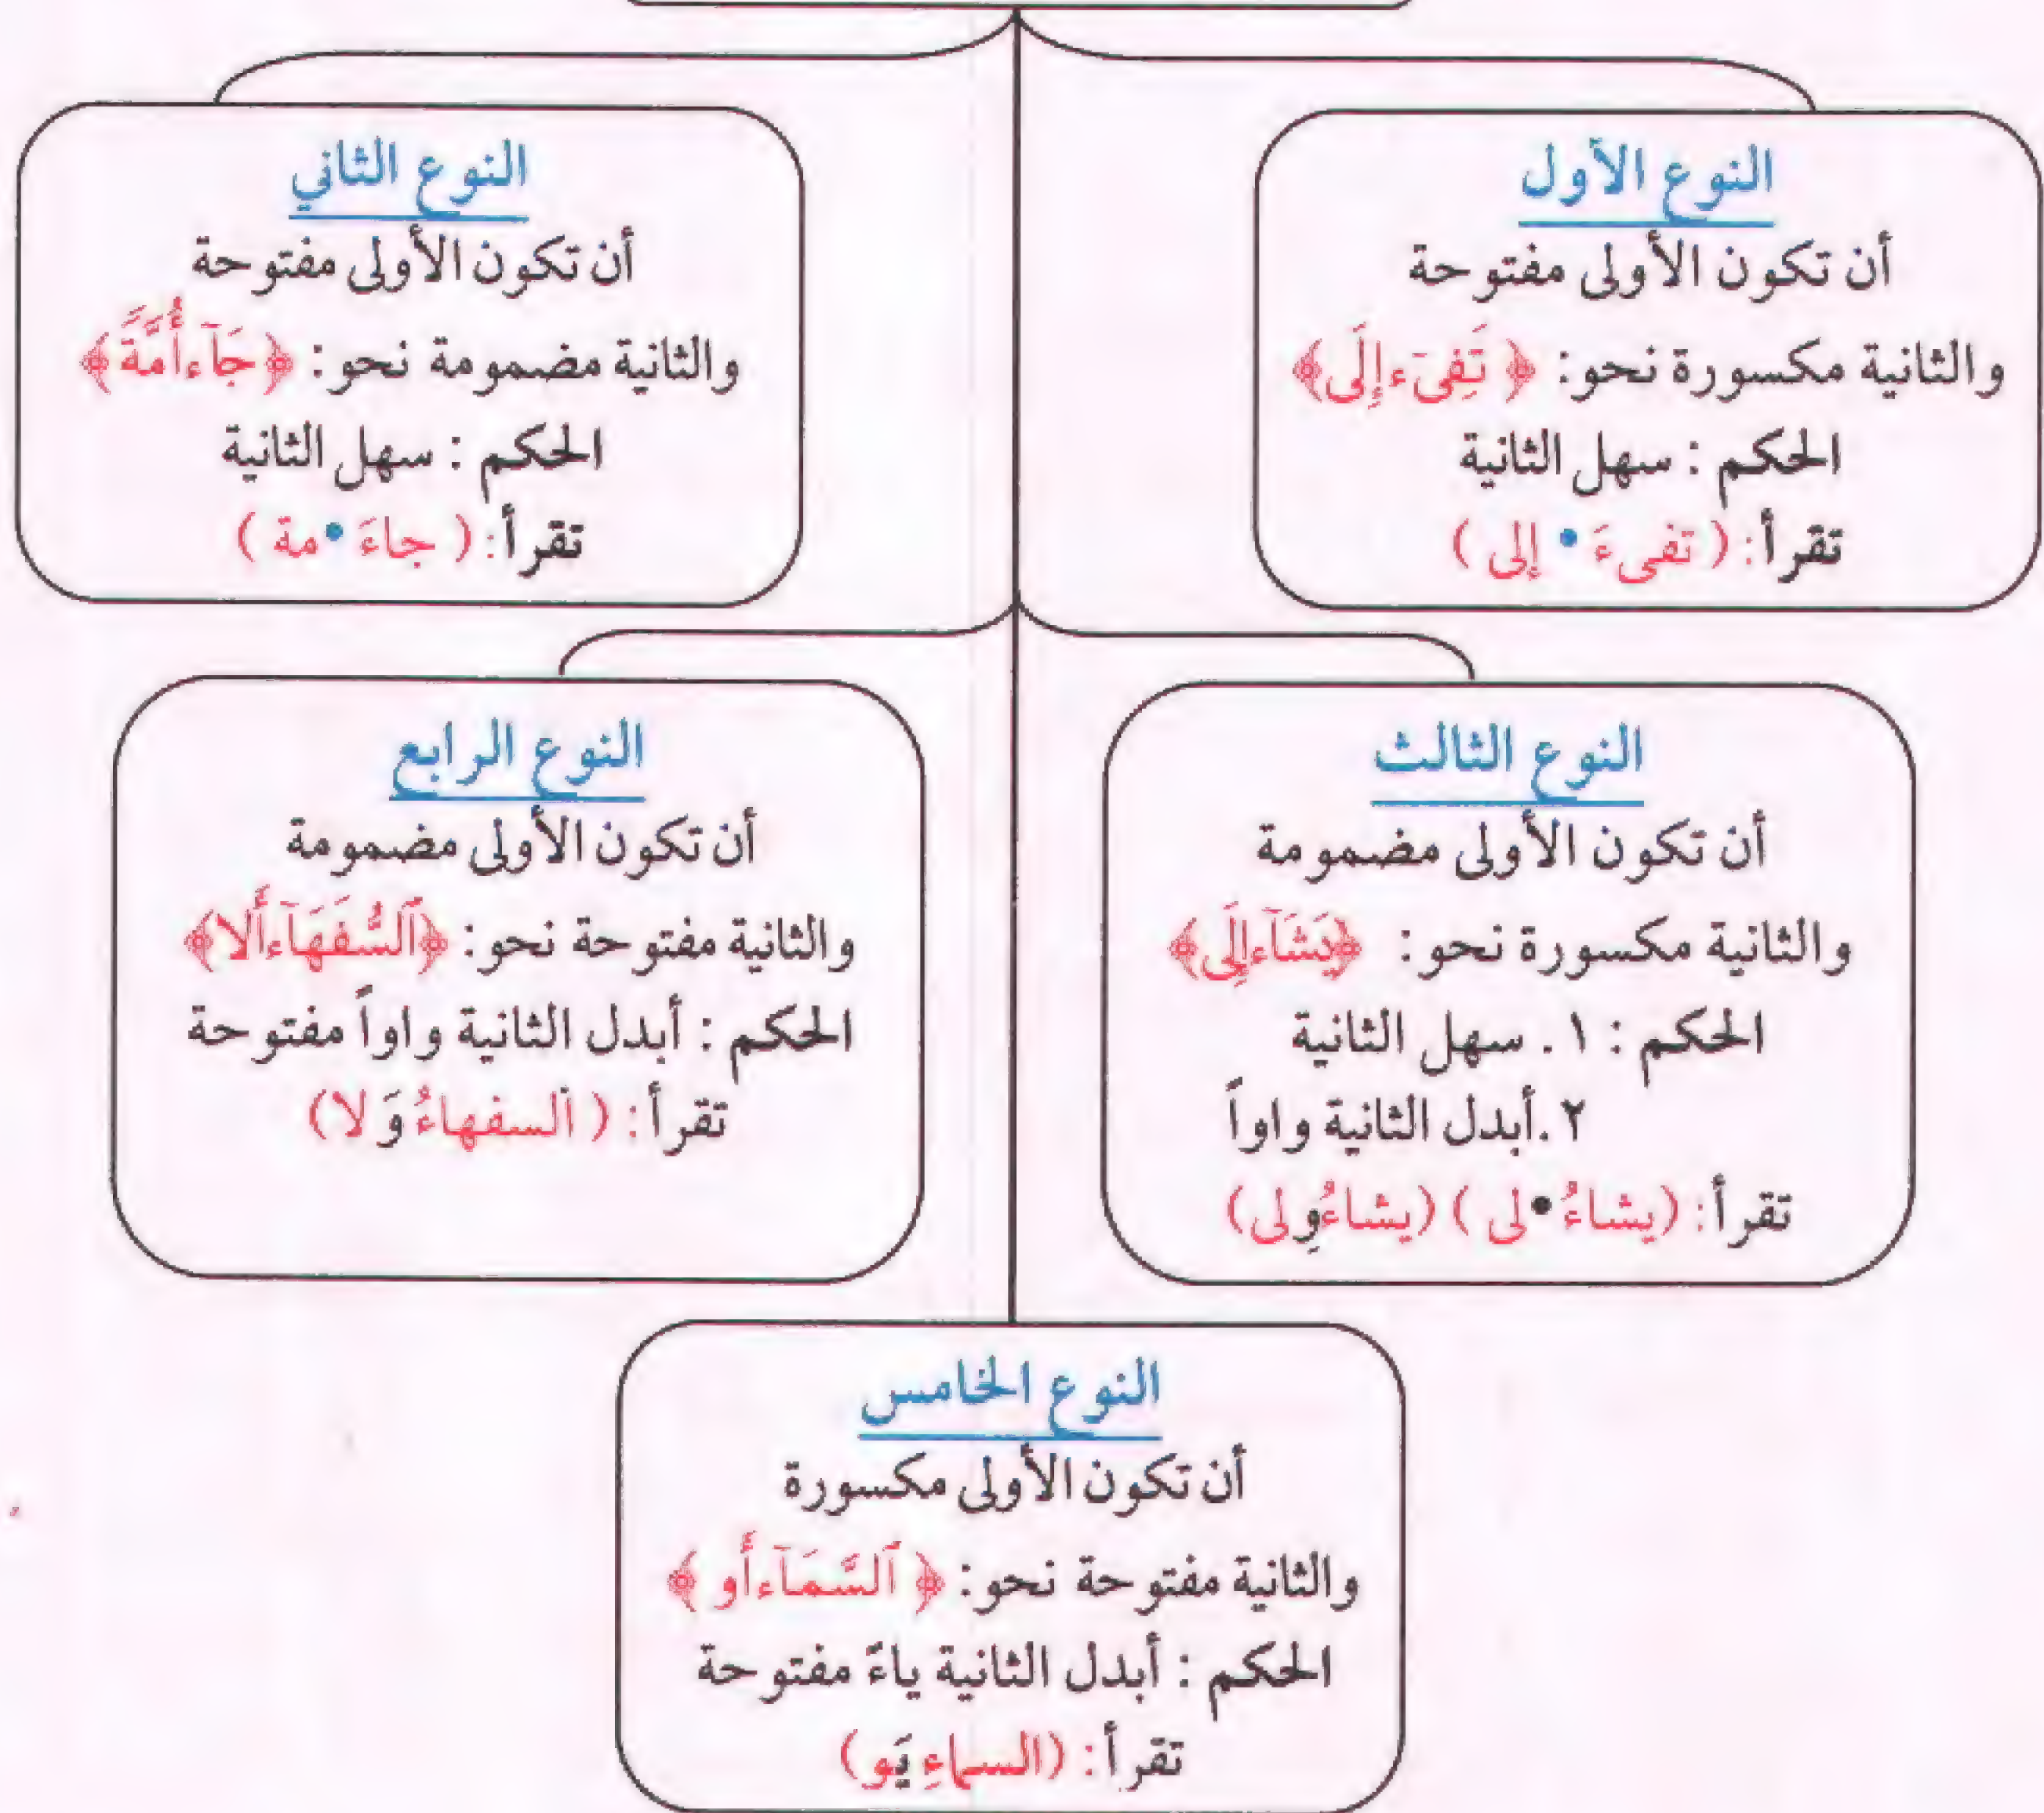 النوع الأول
أن تكون الأولى مفتوحة
والثانية مكسورة نحو: ﴿ تَفِىٓءَ إِلَىٰ﴾
الحكم : سهل الثانية
تقرأ: ( تفىءَ • إلى )
النوع الثاني
أن تكون الأولى مفتوحة
والثانية مضمومة نحو: ﴿جَآءَ أُمَّةً﴾
الحكم : سهل الثانية
تقرأ: ( جاءَ •مة )
النوع الثالث
أن تكون الأولى مضمومة
والثانية مكسورة نحو: ﴿يَشَآءُ إِلَىٰ﴾
الحكم : ١ . سهل الثانية
٢ .أبدل الثانية واواً
تقرأ: (يشاءُ •لى ) (يشاءُوِلى)
النوع الرابع
أن تكون الأولى مضمومة
والثانية مفتوحة نحو: ﴿ٱلسُّفَهَآءُ أَلَا﴾
الحكم : أبدل الثانية واواً مفتوحة
تقرأ: ( السفهاءُ وَلا)
النوع الخامس
أن تكون الأولى مكسورة
والثانية مفتوحة نحو: ﴿ ٱلسَّمَآءِ أَو ﴾
الحكم : أبدل الثانية ياءً مفتوحة
تقرأ: (السماءِ يَو)